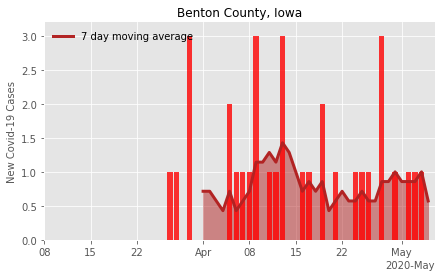 Benton County, Iowa
7 day moving average
New Covid-19 Cases
3.0
2.5
2.0
1.5
1.0
0.5
0.0
08 15 22 Apr 08 15 22 May
2020-May